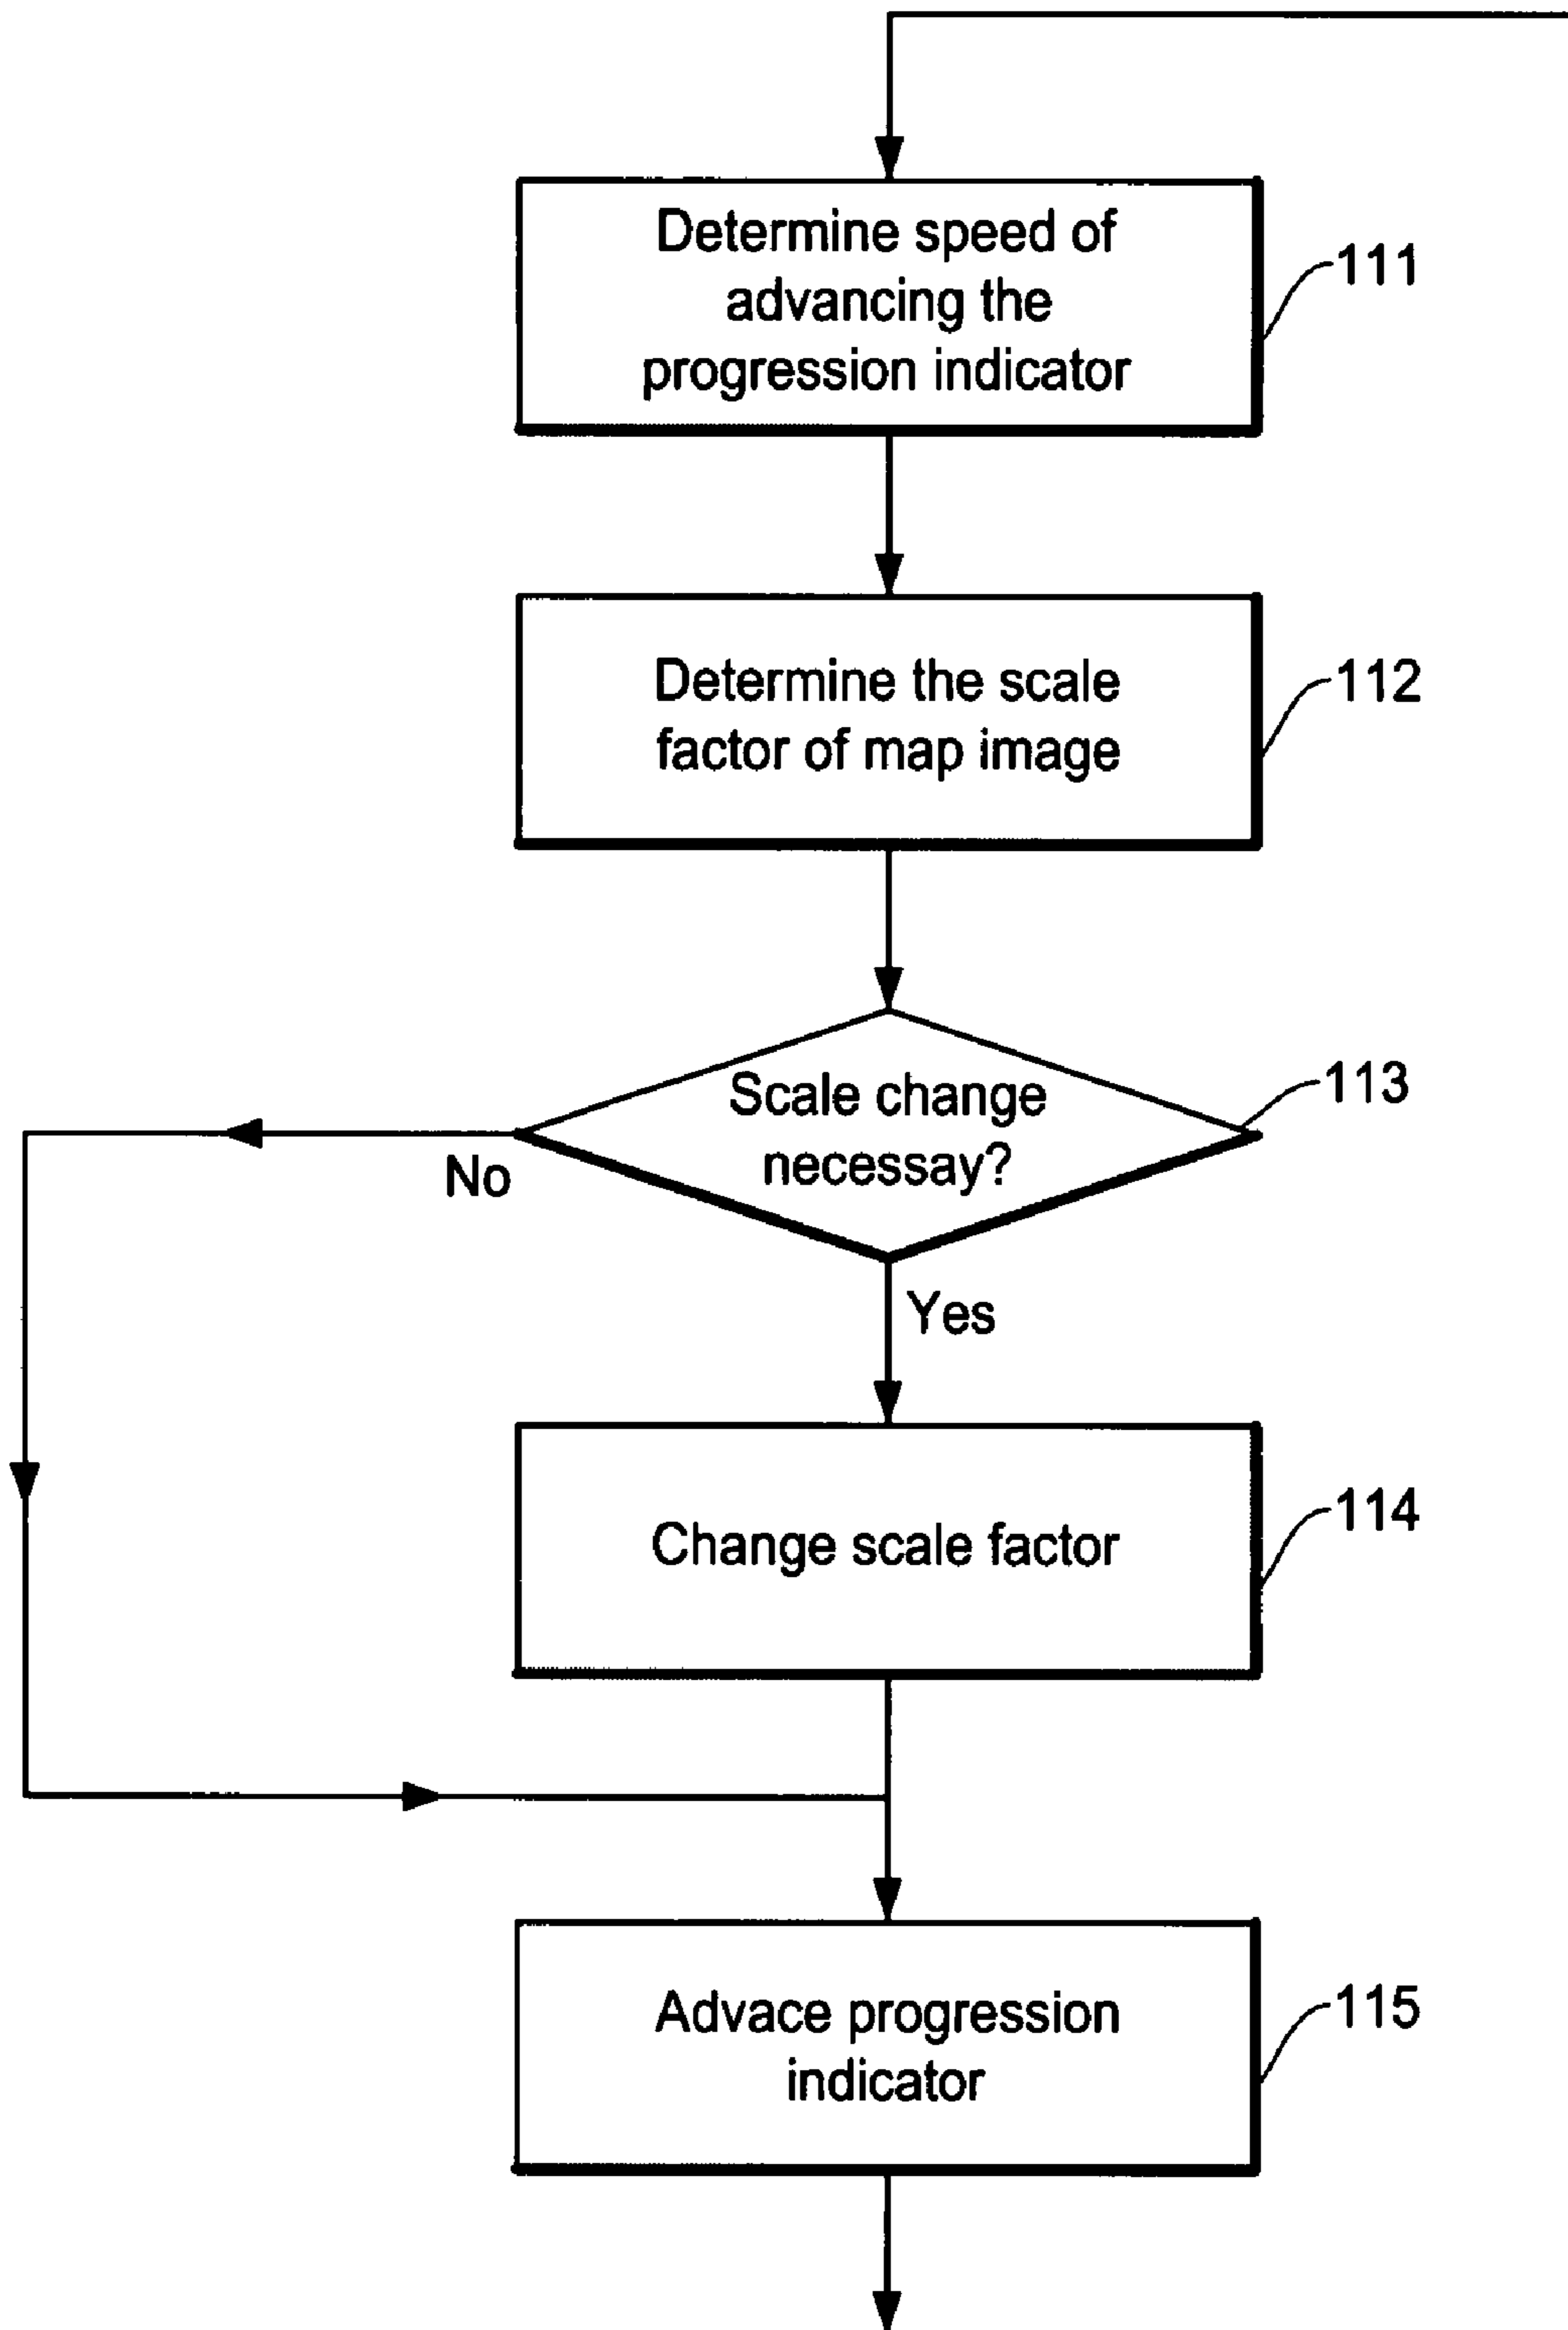 Determine speed of
advancing the
progression indicator
111
Determine the scale
factor of map image
112
Scale change
necessay?
113
No
Yes
Change scale factor
114
Advace progression
indicator
115